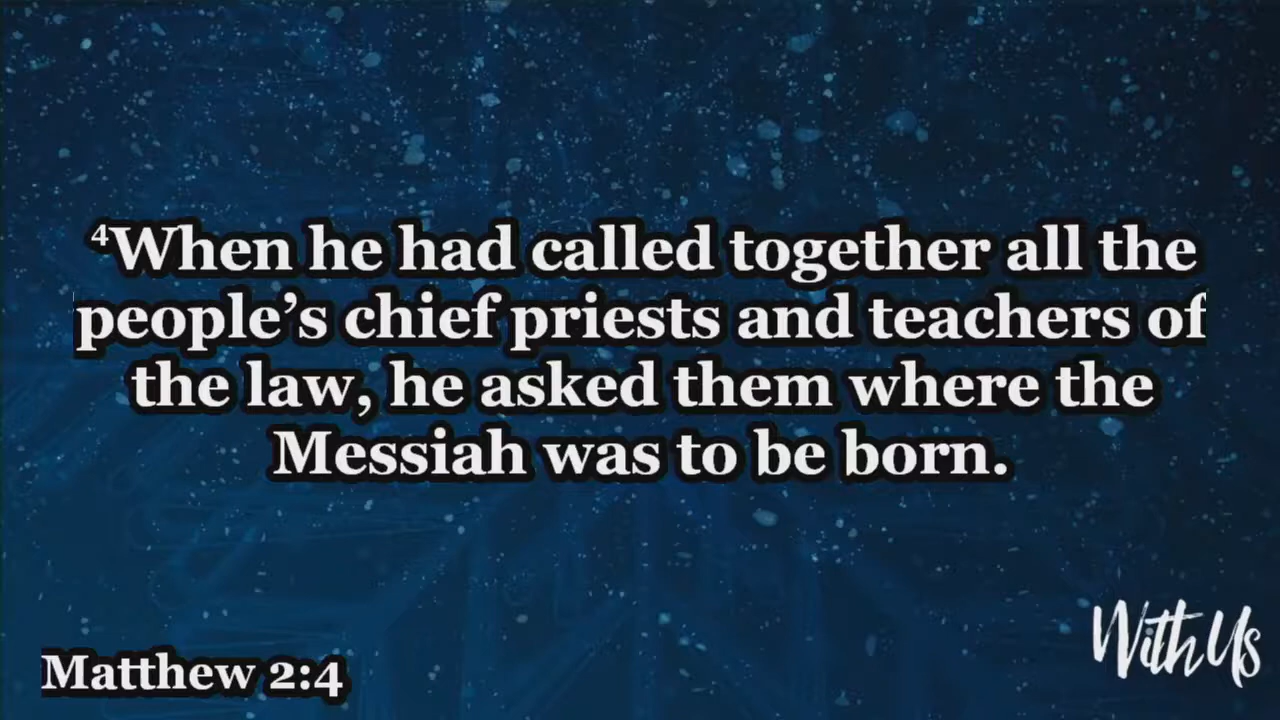 ⁴When he had called together all the
people’s chief priests and teachers of
the law, he asked them where the
Messiah was to be born.
Matthew 2:4
With Us